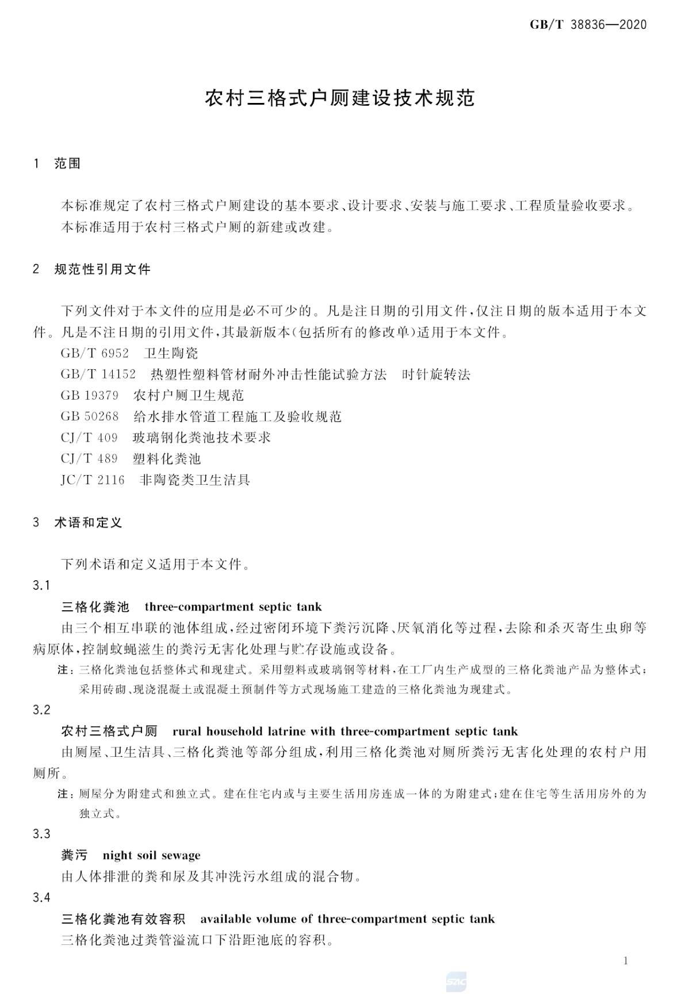 GB/T 38836—2020
农村三格式户厕建设技术规范
1 范围
本标准规定了农村三格式户厕建设的基本要求、设计要求、安装与施工要求、工程质量验收要求。
本标准适用于农村三格式户厕的新建或改建。
2 规范性引用文件
下列文件对于本文件的应用是必不可少的。凡是注日期的引用文件,仅注日期的版本适用于本文
件。凡是不注日期的引用文件,其最新版本(包括所有的修改单)适用于本文件。
GB/T 6952 卫生陶瓷
GB/T 14152 热塑性塑料管材耐外冲击性能试验方法 时针旋转法
GB 19379 农村户厕卫生规范
GB 50268 给水排水管道工程施工及验收规范
CJ/T 409 玻璃钢化粪池技术要求
CJ/T 489 塑料化粪池
JC/T 2116 非陶瓷类卫生洁具
3 术语和定义
下列术语和定义适用于本文件。
3.1
三格化粪池 three-compartment septic tank
由三个相互串联的池体组成,经过密闭环境下粪污沉降、厌氧消化等过程,去除和杀灭寄生虫卵等
病原体,控制蚊蝇滋生的粪污无害化处理与贮存设施或设备。
注: 三格化粪池包括整体式和现建式。采用塑料或玻璃钢等材料,在工厂内生产成型的三格化粪池产品为整体式;
采用砖砌、现浇混凝土或混凝土预制件等方式现场施工建造的三格化粪池为现建式。
3.2
农村三格式户厕 rural household latrine with three-compartment septic tank
由厕屋、卫生洁具、三格化粪池等部分组成,利用三格化粪池对厕所粪污无害化处理的农村户用
厕所。
注: 厕屋分为附建式和独立式。建在住宅内或与主要生活用房连成一体的为附建式;建在住宅等生活用房外的为
独立式。
3.3
粪污 night soil sewage
由人体排泄的粪和尿及其冲洗污水组成的混合物。
3.4
三格化粪池有效容积 available volume of three-compartment septic tank
三格化粪池过粪管溢流口下沿距池底的容积。
1
SAC